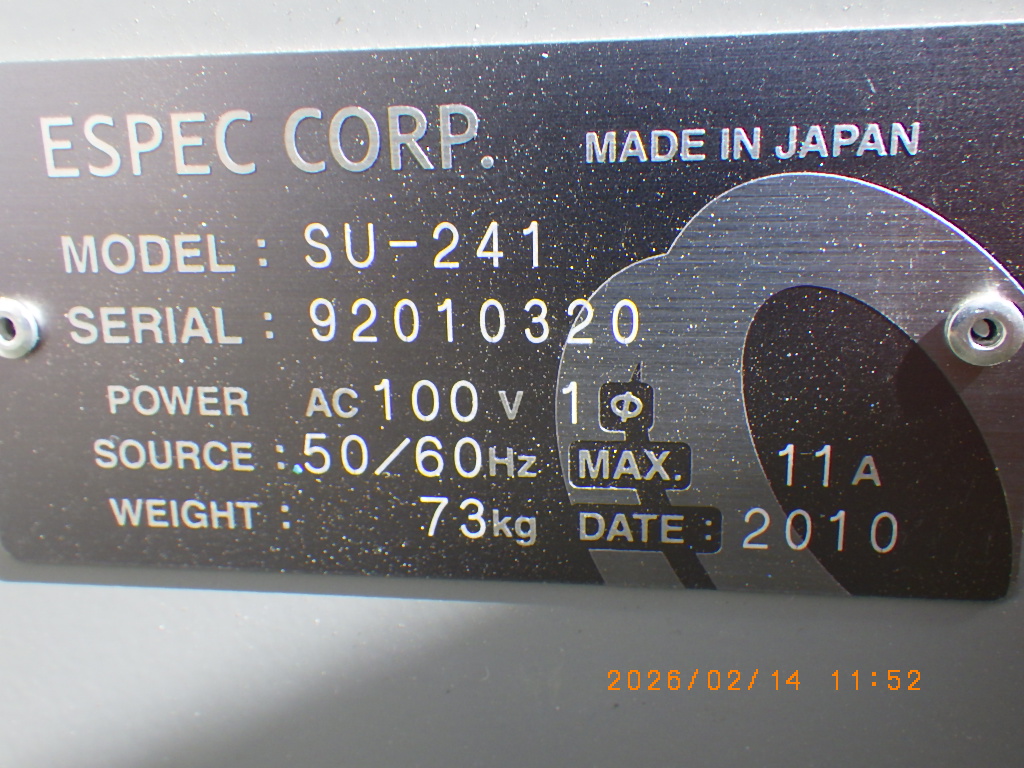 ESPEC CORP. MADE IN JAPAN
MODEL : SU-241
SERIAL : 92010320
POWER AC 100 V 1 Φ
SOURCE : 50/60Hz MAX. 11A
WEIGHT : 73kg DATE : 2010
2026/02/14 11:52